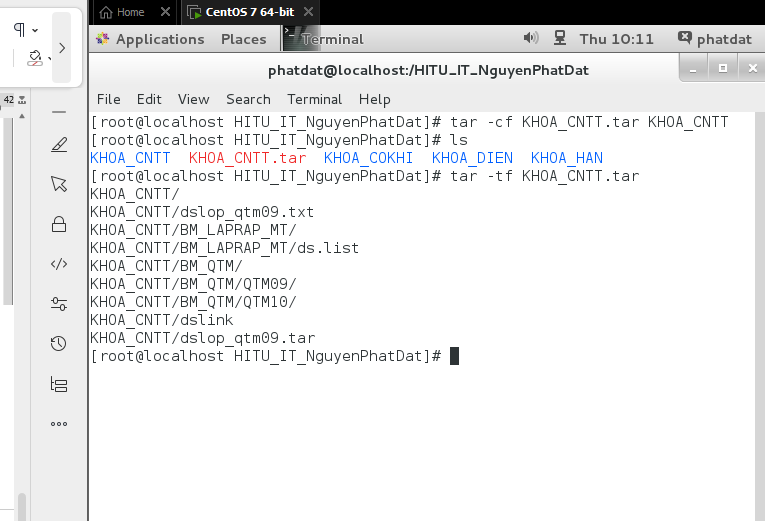 Home
CentOS 7 64-bit
Applications Places Terminal Thu 10:11 phatdat
phatdat@localhost:/HITU_IT_NguyenPhatDat
File Edit View Search Terminal Help
42
[root@localhost HITU_IT_NguyenPhatDat]# tar -cf KHOA_CNTT.tar KHOA_CNTT
[root@localhost HITU_IT_NguyenPhatDat]# ls
KHOA_CNTT KHOA_CNTT.tar KHOA_COKHI KHOA_DIEN KHOA_HAN
[root@localhost HITU_IT_NguyenPhatDat]# tar -tf KHOA_CNTT.tar
KHOA_CNTT/
KHOA_CNTT/dslop_qtm09.txt
KHOA_CNTT/BM_LAPRAP_MT/
KHOA_CNTT/BM_LAPRAP_MT/ds.list
KHOA_CNTT/BM_QTM/
KHOA_CNTT/BM_QTM/QTM09/
KHOA_CNTT/BM_QTM/QTM10/
KHOA_CNTT/dslink
KHOA_CNTT/dslop_qtm09.tar
[root@localhost HITU_IT_NguyenPhatDat]#